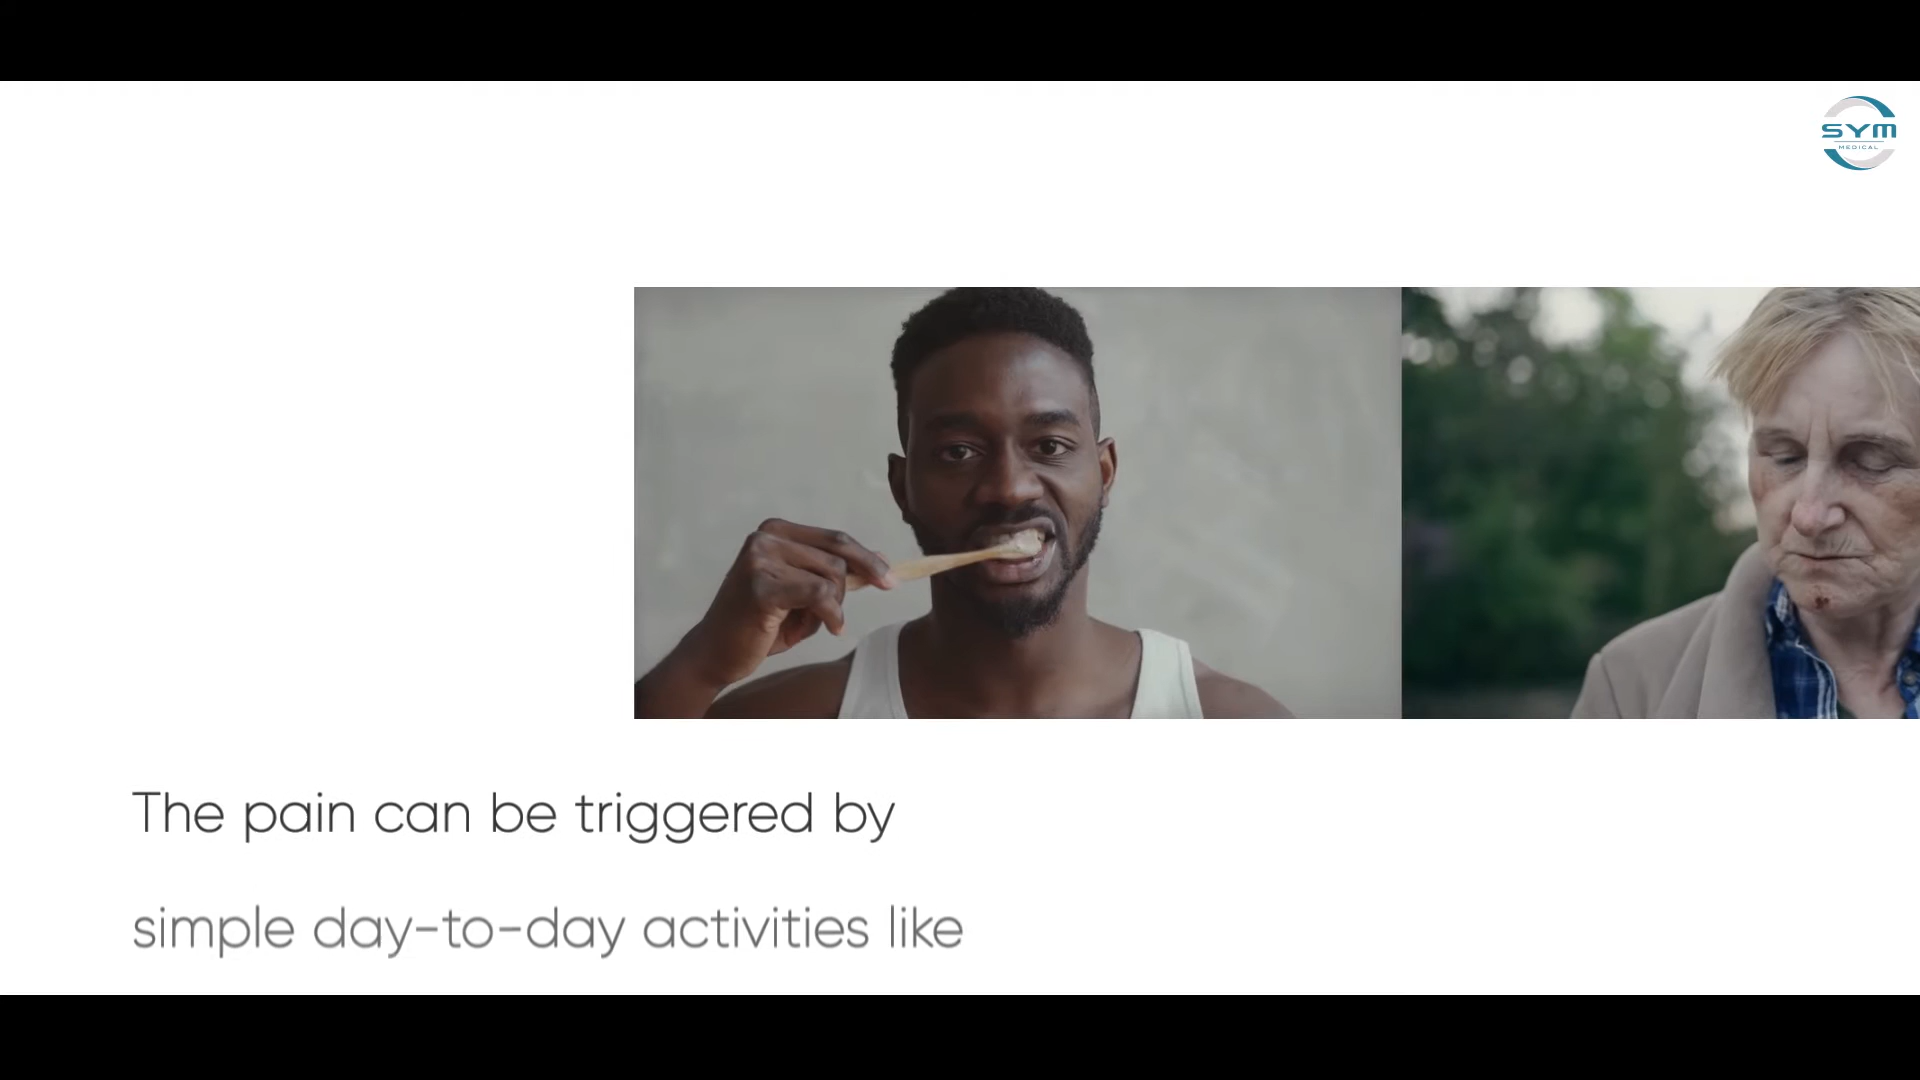 SYM
MEDICAL
The pain can be triggered by
simple day-to-day activities like